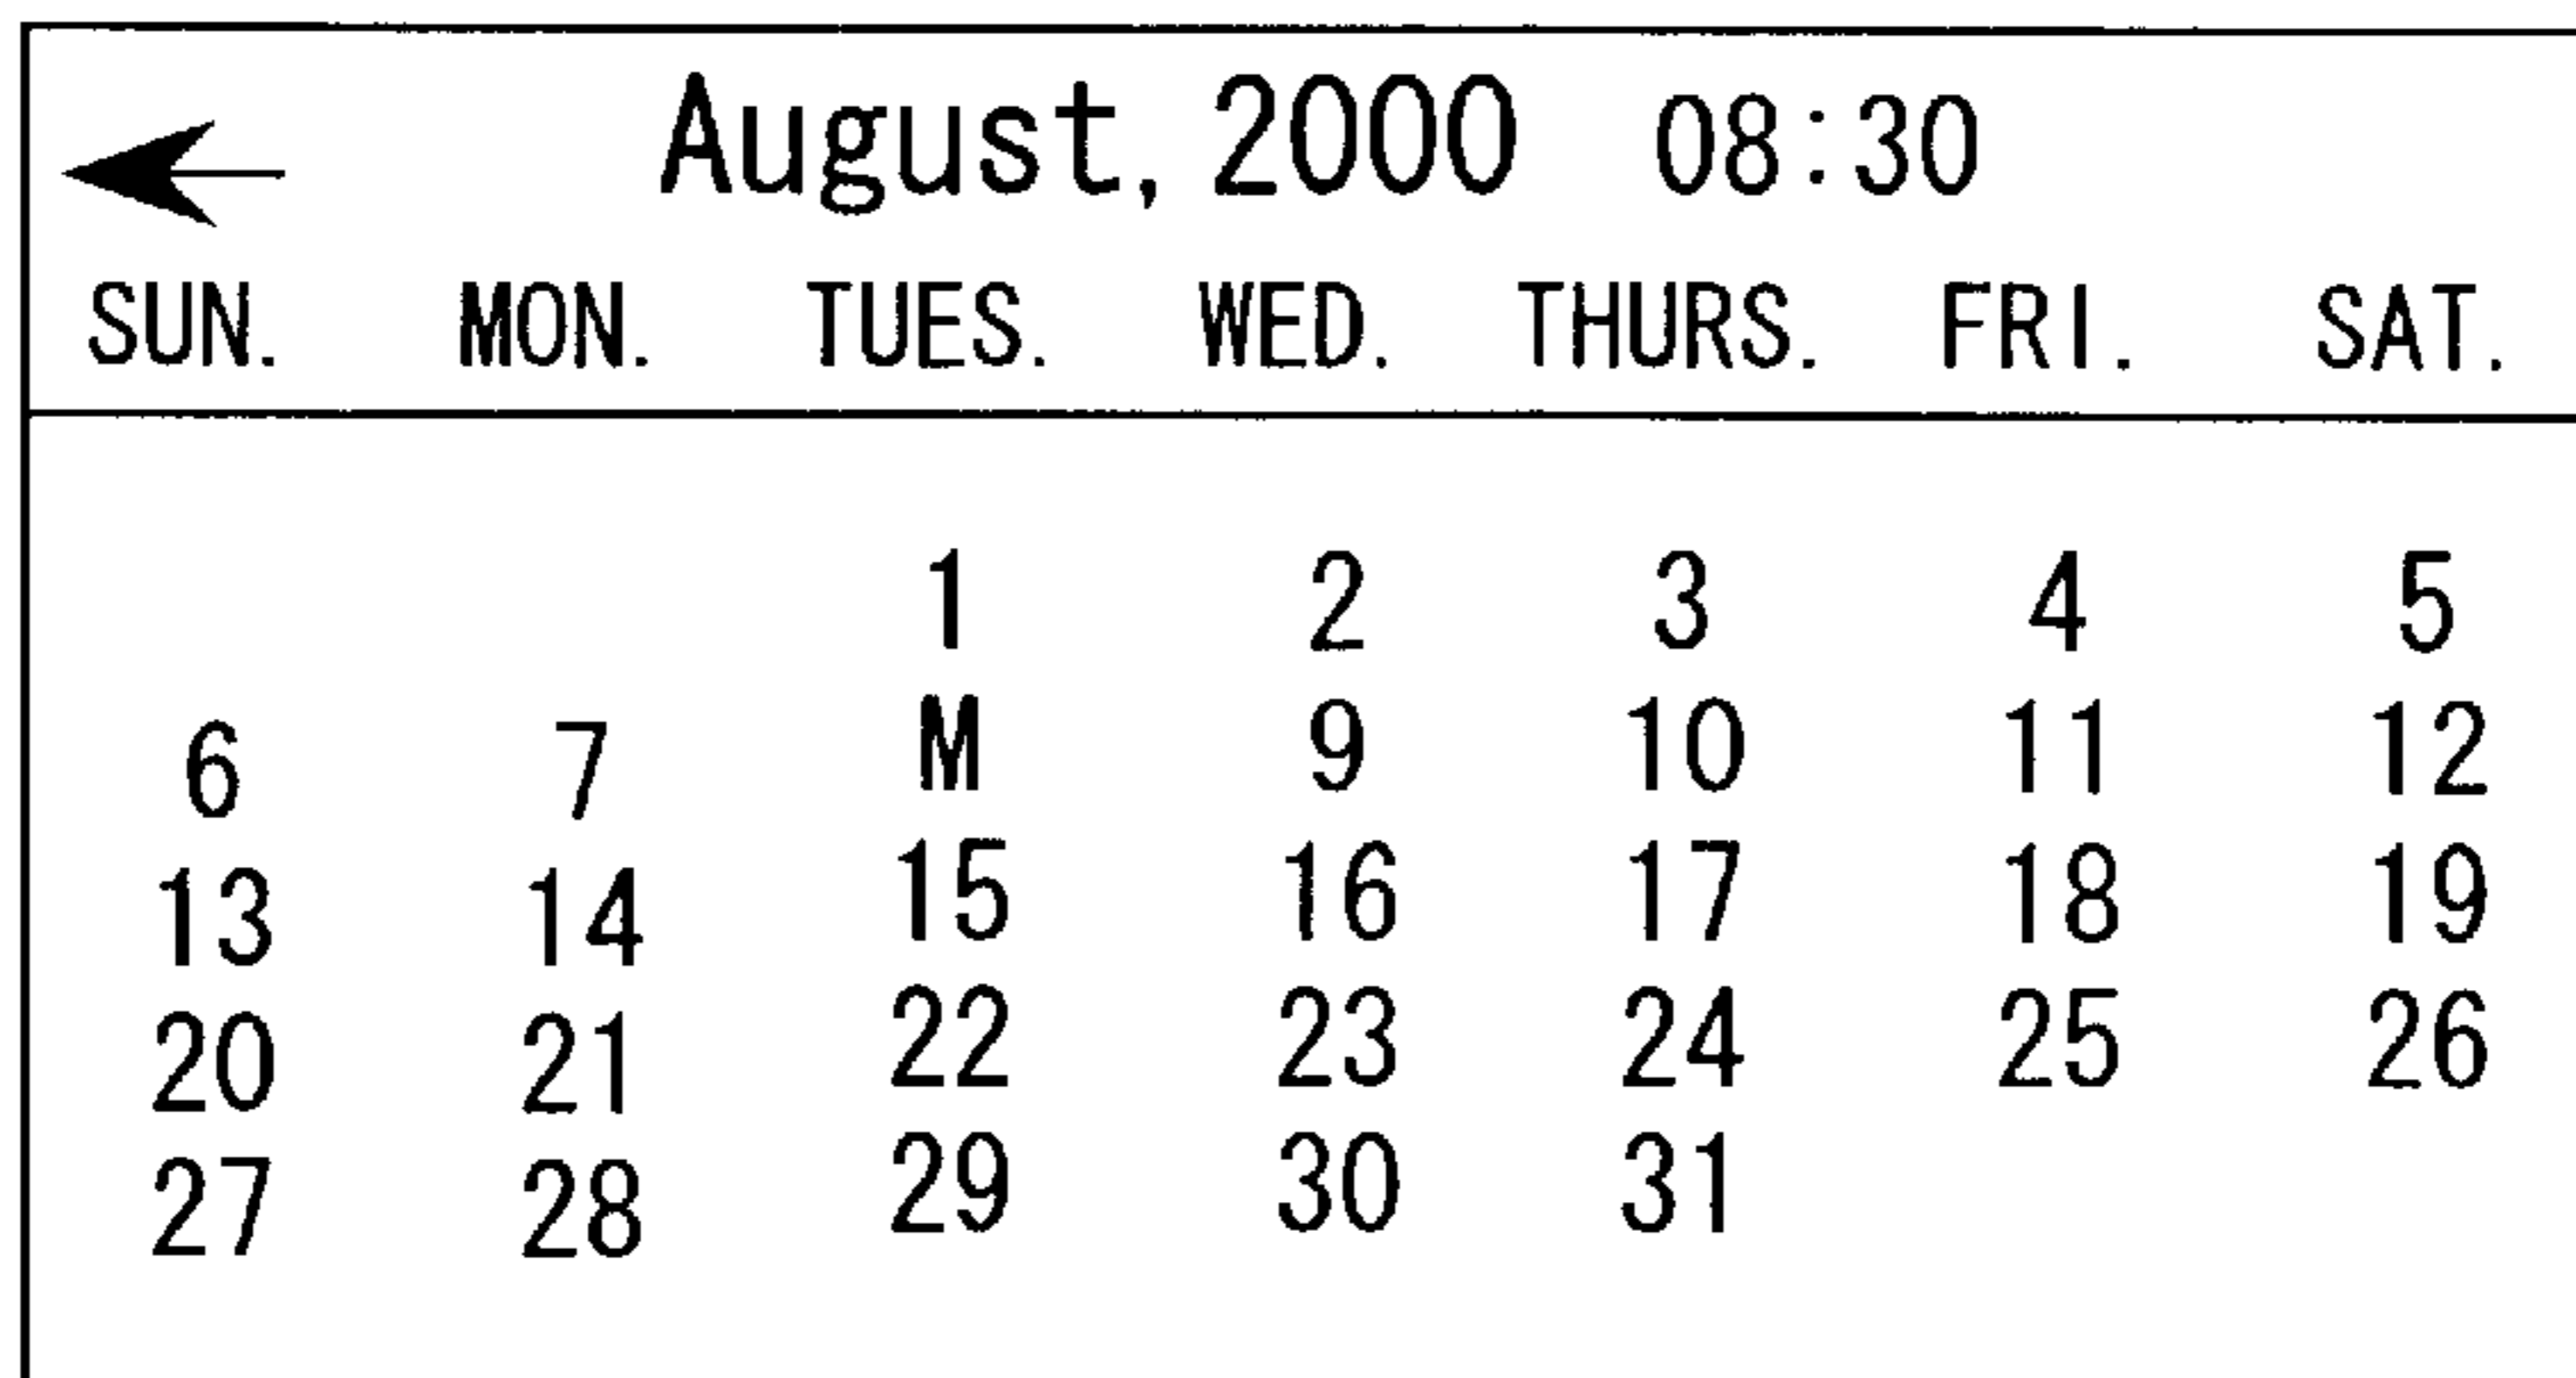 August, 2000 08:30
SUN. MON. TUES. WED. THURS. FRI. SAT.
1 2 3 4 5
6 7 M 9 10 11 12
13 14 15 16 17 18 19
20 21 22 23 24 25 26
27 28 29 30 31